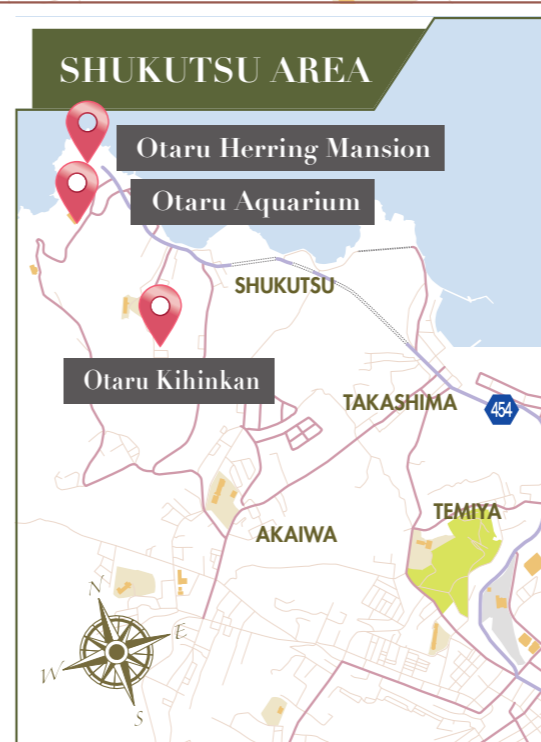 SHUKUTSU AREA
Otaru Herring Mansion
Otaru Aquarium
SHUKUTSU
Otaru Kihinkan
TAKASHIMA
454
TEMIYA
AKAIWA
N
E
W
S